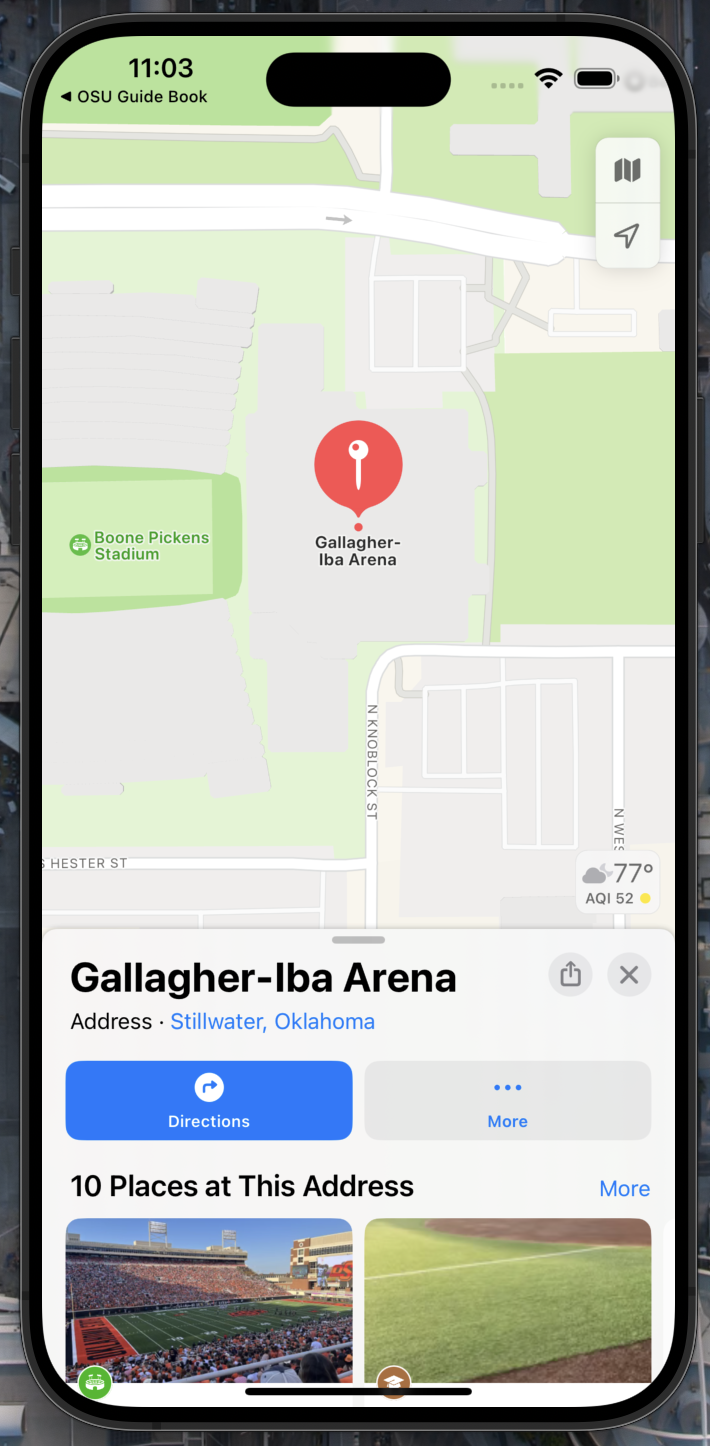 11:03
◀ OSU Guide Book
Boone Pickens
Stadium
Gallagher-
Iba Arena
N KNOBLOCK ST
N WES
S HESTER ST
77°
AQI 52
Gallagher-Iba Arena
Address · Stillwater, Oklahoma
Directions
More
10 Places at This Address
More